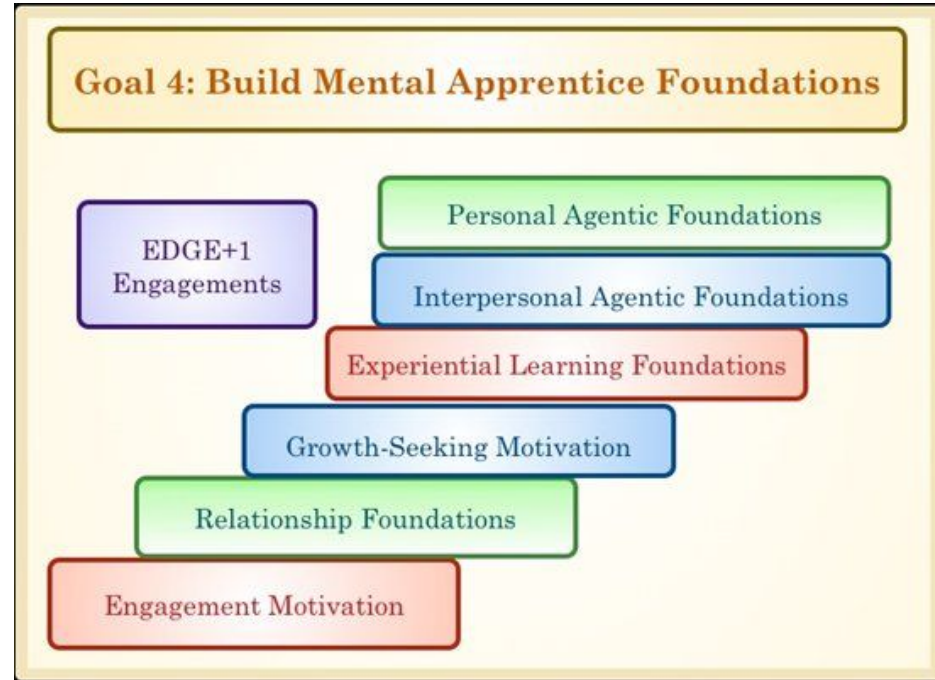 Goal 4: Build Mental Apprentice Foundations
EDGE+1
Engagements
Personal Agentic Foundations
Interpersonal Agentic Foundations
Experiential Learning Foundations
Growth-Seeking Motivation
Relationship Foundations
Engagement Motivation